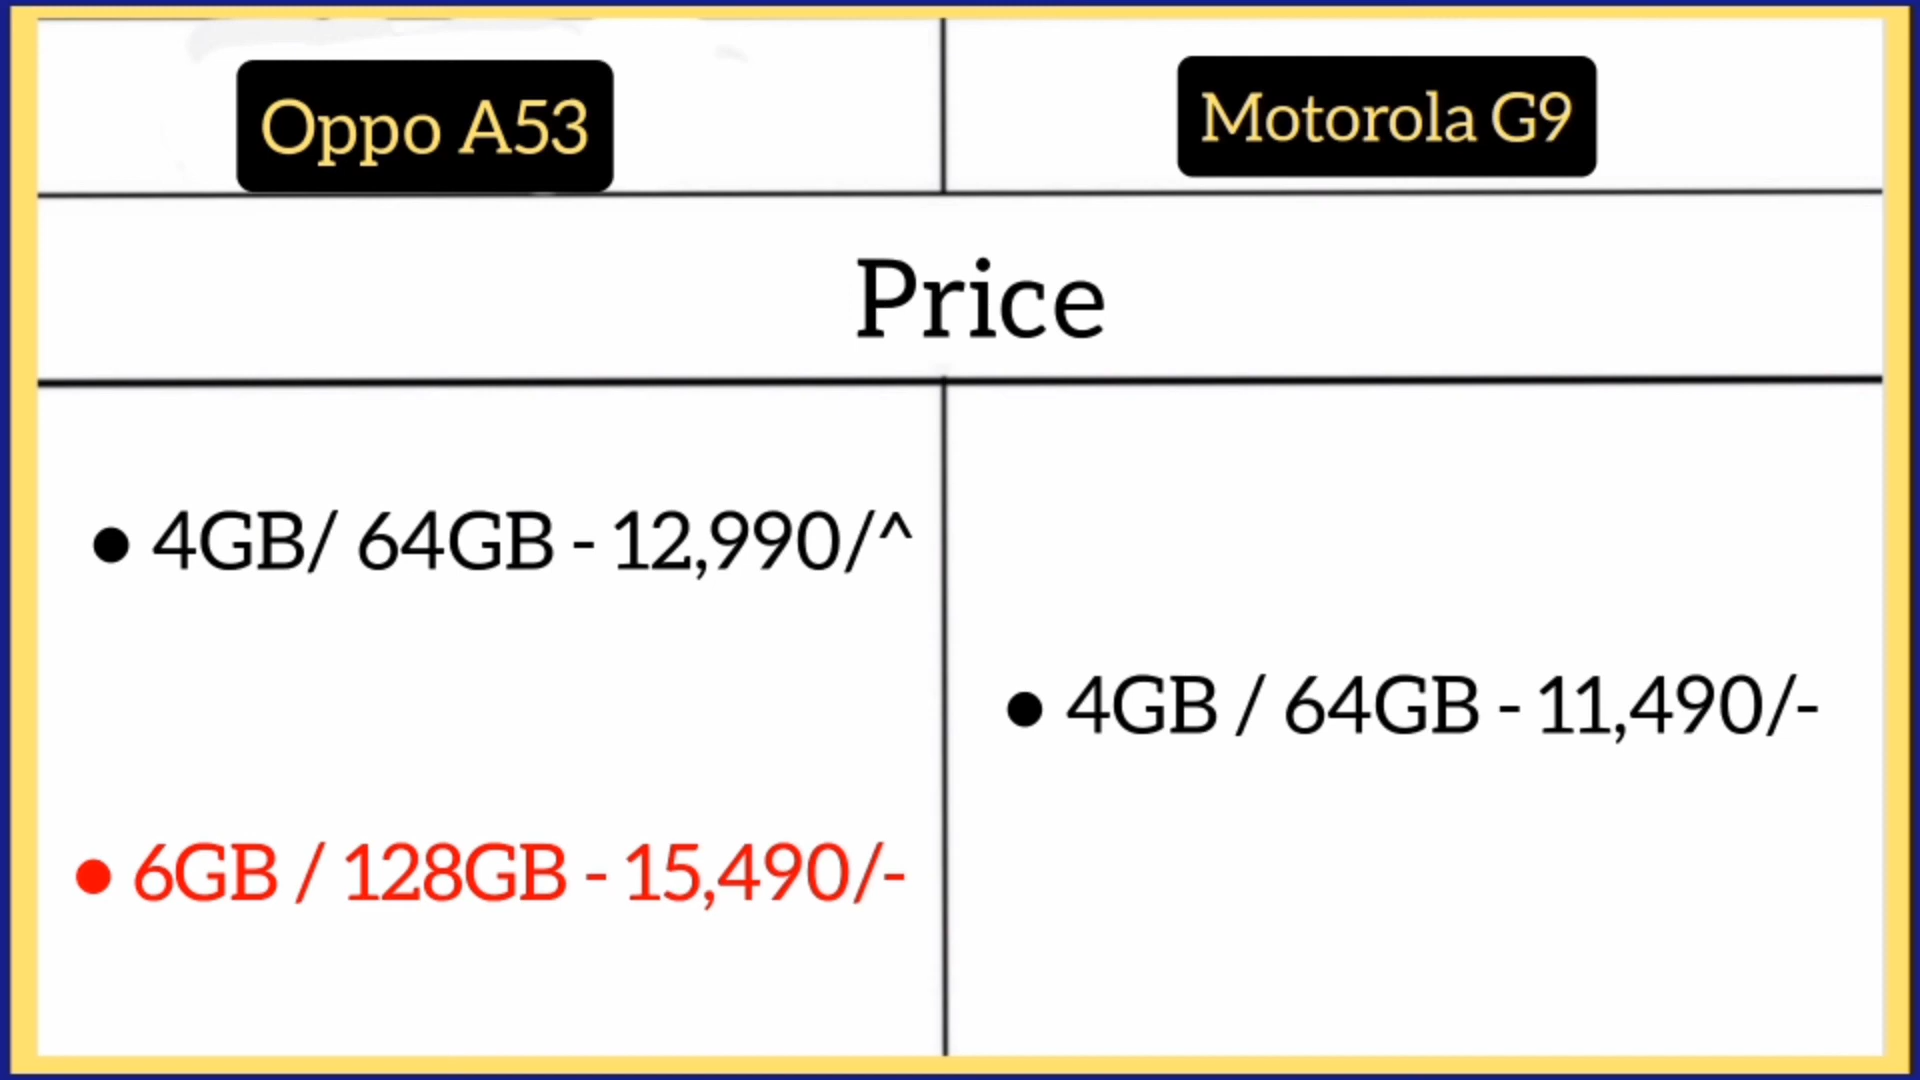 Oppo A53
Motorola G9
Price
● 4GB/ 64GB - 12,990/^
● 4GB / 64GB - 11,490/-
● 6GB / 128GB - 15,490/-